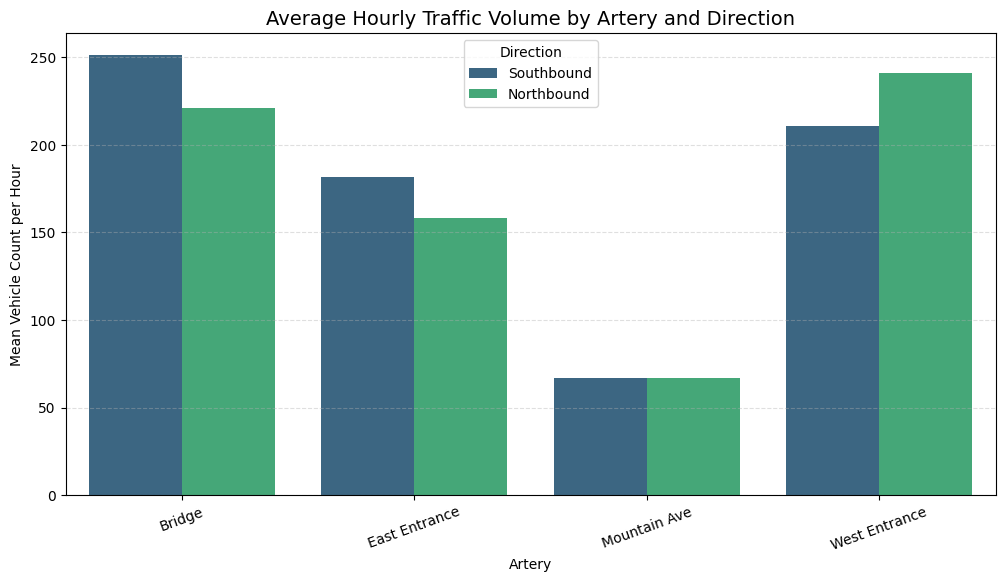 Average Hourly Traffic Volume by Artery and Direction
Direction
Southbound
Northbound
Mean Vehicle Count per Hour
250
200
150
100
50
0
Bridge
East Entrance
Mountain Ave
West Entrance
Artery